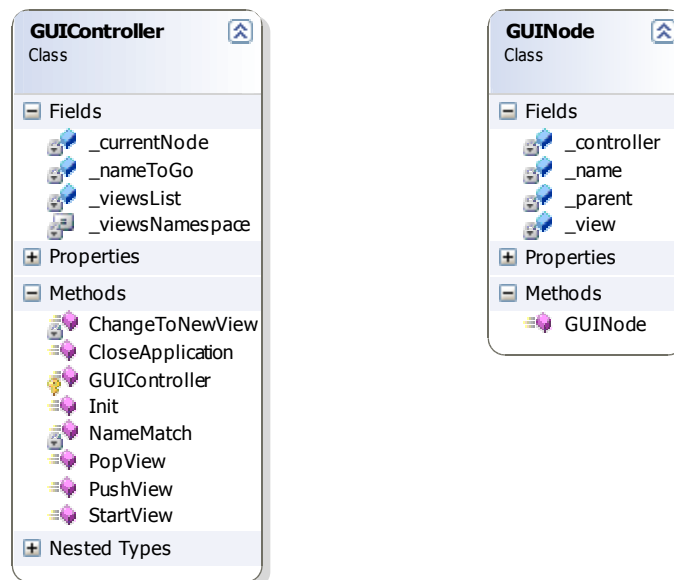 GUIController
Class
Fields
_currentNode
_nameToGo
_viewsList
_viewsNamespace
Properties
Methods
ChangeToNewView
CloseApplication
GUIController
Init
NameMatch
PopView
PushView
StartView
Nested Types
GUINode
Class
Fields
_controller
_name
_parent
_view
Properties
Methods
GUINode